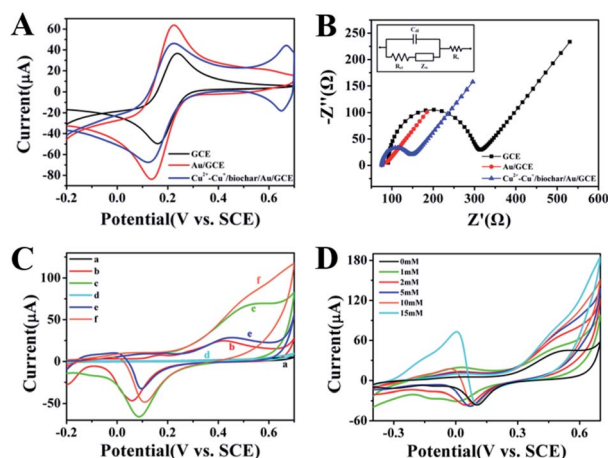 A
Current(μA)
60
40
20
0
-20
-40
-60
-80
GCE
Au/GCE
Cu²⁺-Cu⁺/biochar/Au/GCE
-0.2
0.0
0.2
0.4
0.6
Potential(V vs. SCE)
B
-Z''(Ω)
250
200
150
100
50
0
GCE
Au/GCE
Cu²⁺-Cu⁺/biochar/Au/GCE
0
100
200
300
400
500
600
Z'(Ω)
C
Current(μA)
100
50
0
-50
a
b
c
d
e
f
f
c
e
b
d
a
-0.2
0.0
0.2
0.4
0.6
Potential(V vs. SCE)
D
Current(μA)
180
120
60
0
-60
0mM
1mM
2mM
5mM
10mM
15mM
-0.3
0.0
0.3
0.6
Potential(V vs. SCE)